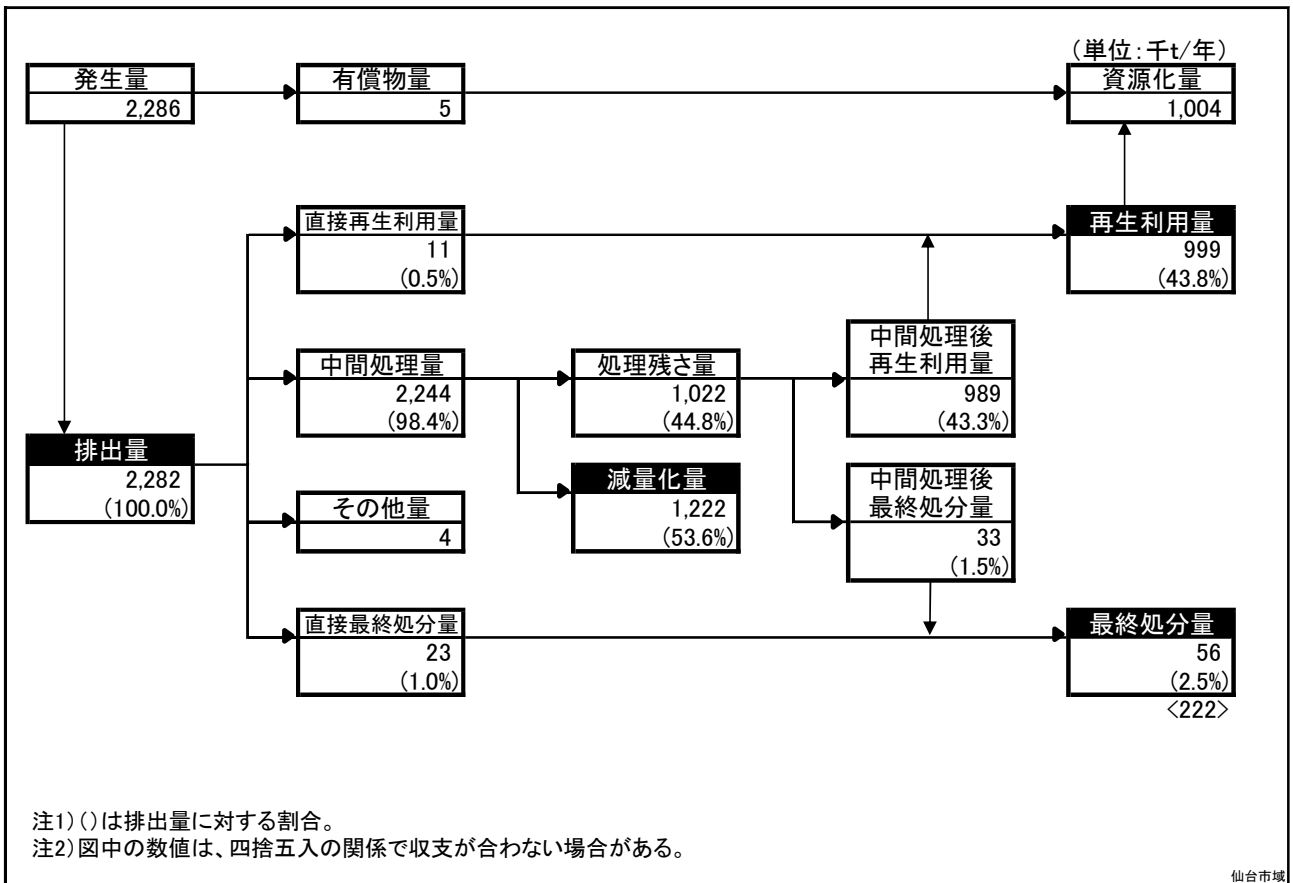 (単位:千t/年)
発生量
2,286
有償物量
5
資源化量
1,004
直接再生利用量
11
(0.5%)
再生利用量
999
(43.8%)
中間処理量
2,244
(98.4%)
処理残さ量
1,022
(44.8%)
中間処理後
再生利用量
989
(43.3%)
排出量
2,282
(100.0%)
減量化量
1,222
(53.6%)
中間処理後
最終処分量
33
(1.5%)
その他量
4
直接最終処分量
23
(1.0%)
最終処分量
56
(2.5%)
<222>
注1)()は排出量に対する割合。
注2)図中の数値は、四捨五入の関係で収支が合わない場合がある。
仙台市域